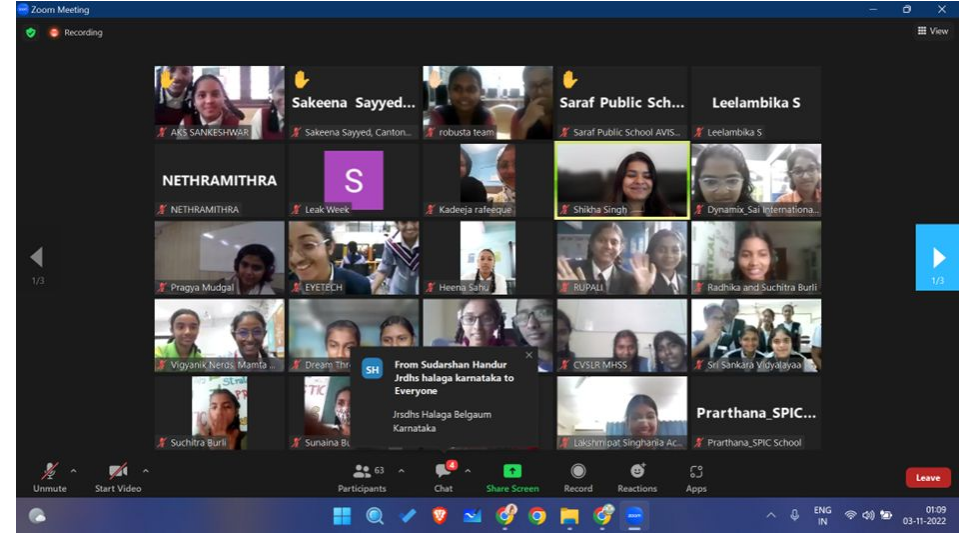 Zoom Meeting
Recording
View
Sakeena Sayyed...
Saraf Public Sch...
Leelambika S
AKS SANKESHWAR
Sakeena Sayyed, Canton...
robusta team
Saraf Public School AVIS...
Leelambika S
NETHRAMITHRA
S
NETHRAMITHRA
Leak Week
Kadeeja rafeeque
Shikha Singh
Dynamix_Sai Internationa...
1/3
1/3
Pragya Mudgal
EYETECH
Heena Sahu
RUPALI
Radhika and Suchitra Burli
Vigyanik Nerds Mamta
Dream
CVSLR MHSS
Sri Sankara Vidyalayaa
SH
From Sudarshan Handur
Jrdhs halaga karnataka to
Everyone
Jrsdhs Halaga Belgaum
Karnataka
Prarthana_SPIC...
Suchitra Burli
Sunaina
Lakshmipat Singhania Ac...
Prarthana_SPIC School
63
4
Unmute
Start Video
Participants
Chat
Share Screen
Record
Reactions
Apps
Leave
zoom
ENG
IN
01:09
03-11-2022